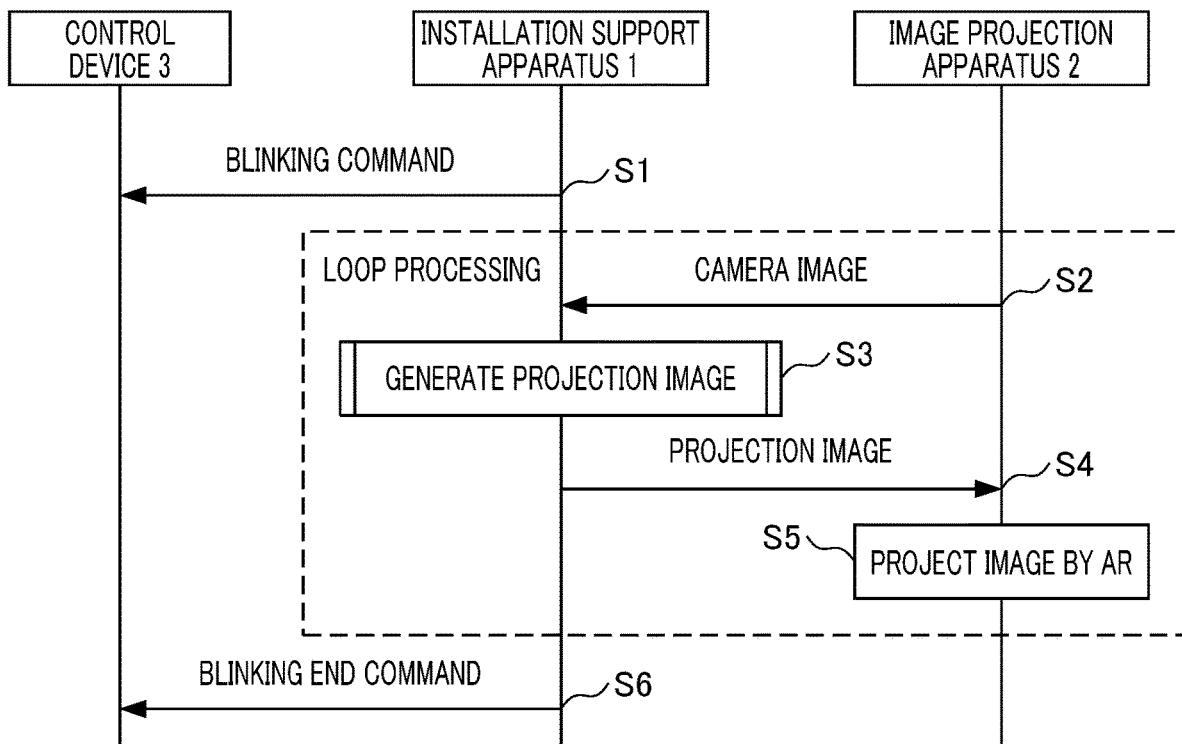 CONTROL
DEVICE 3
INSTALLATION SUPPORT
APPARATUS 1
IMAGE PROJECTION
APPARATUS 2
BLINKING COMMAND
S1
LOOP PROCESSING
CAMERA IMAGE
S2
GENERATE PROJECTION IMAGE
S3
PROJECTION IMAGE
S4
S5
PROJECT IMAGE BY AR
BLINKING END COMMAND
S6